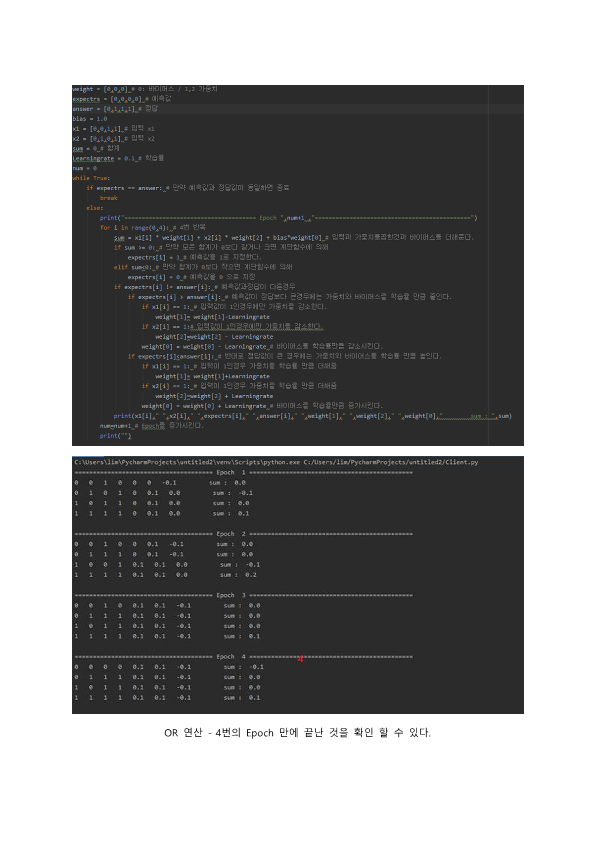 weight = [0,0,0] # 0: 바이어스 / 1,2 가중치
expectrs = [0,0,0,0] # 예측값
answer = [0,1,1,1] # 정답
bias = 1.0
x1 = [0,0,1,1] # 입력 x1
x2 = [0,1,0,1] # 입력 x2
sum = 0 # 합계
Learningrate = 0.1 # 학습률
num = 0
while True:
if expectrs == answer: # 만약 예측값과 정답값이 동일하면 종료
break
else:
print("==================================== Epoch ",num+1 ,"==========================================")
for i in range(0,4): # 4번 반복
sum = x1[i] * weight[1] + x2[i] * weight[2] + bias*weight[0] # 입력과 가중치를곱한것과 바이어스를 더해준다.
if sum >= 0: # 만약 모든 합계가 0보다 같거나 크면 계단함수에 의해
expectrs[i] = 1 # 예측값을 1로 지정한다.
elif sum<0: # 만약 합계가 0보다 작으면 계단함수에 의해
expectrs[i] = 0 # 예측값을 0 으로 지정
if expectrs[i] != answer[i]: # 예측값과정답이 다른경우
if expectrs[i] > answer[i]: # 예측값이 정답보다 큰경우에는 가중치와 바이어스를 학습률 만큼 줄인다.
if x1[i] == 1: # 입력값이 1인경우에만 가중치를 감소한다.
weight[1]= weight[1]-Learningrate
if x2[i] == 1:# 입력값이 1인경우에만 가중치를 감소한다.
weight[2]=weight[2] - Learningrate
weight[0] = weight[0] - Learningrate # 바이어스를 학습률만큼 감소시킨다.
if expectrs[i]<answer[i]: # 반대로 정답값이 큰 경우에는 가중치와 바이어스를 학습률 만큼 높인다.
if x1[i] == 1: # 입력이 1인경우 가중치를 학습률 만큼 더해줌
weight[1]= weight[1]+Learningrate
if x2[i] == 1: # 입력이 1인경우 가중치를 학습률 만큼 더해줌
weight[2]=weight[2] + Learningrate
weight[0] = weight[0] + Learningrate # 바이어스를 학습률만큼 증가시킨다.
print(x1[i]," ",x2[i]," ",expectrs[i]," ",answer[i]," ",weight[1]," ",weight[2]," ",weight[0]," sum : ",sum)
num=num+1 # Epoch을 증가시킨다.
print("")
C:\Users\lim\PycharmProjects\untitled2\venv\Scripts\python.exe C:/Users/lim/PycharmProjects/untitled2/Client.py
==================================== Epoch 1 ==========================================
0 0 1 0 0 0 -0.1 sum : 0.0
0 1 0 1 0 0.1 0.0 sum : -0.1
1 0 1 1 0 0.1 0.0 sum : 0.0
1 1 1 1 0 0.1 0.0 sum : 0.1
==================================== Epoch 2 ==========================================
0 0 1 0 0 0.1 -0.1 sum : 0.0
0 1 1 1 0 0.1 -0.1 sum : 0.0
1 0 0 1 0.1 0.1 0.0 sum : -0.1
1 1 1 1 0.1 0.1 0.0 sum : 0.2
==================================== Epoch 3 ==========================================
0 0 1 0 0.1 0.1 -0.1 sum : 0.0
0 1 1 1 0.1 0.1 -0.1 sum : 0.0
1 0 1 1 0.1 0.1 -0.1 sum : 0.0
1 1 1 1 0.1 0.1 -0.1 sum : 0.1
==================================== Epoch 4 ==========================================
0 0 0 0 0.1 0.1 -0.1 sum : -0.1
0 1 1 1 0.1 0.1 -0.1 sum : 0.0
1 0 1 1 0.1 0.1 -0.1 sum : 0.0
1 1 1 1 0.1 0.1 -0.1 sum : 0.1
OR 연산 - 4번의 Epoch 만에 끝난 것을 확인 할 수 있다.